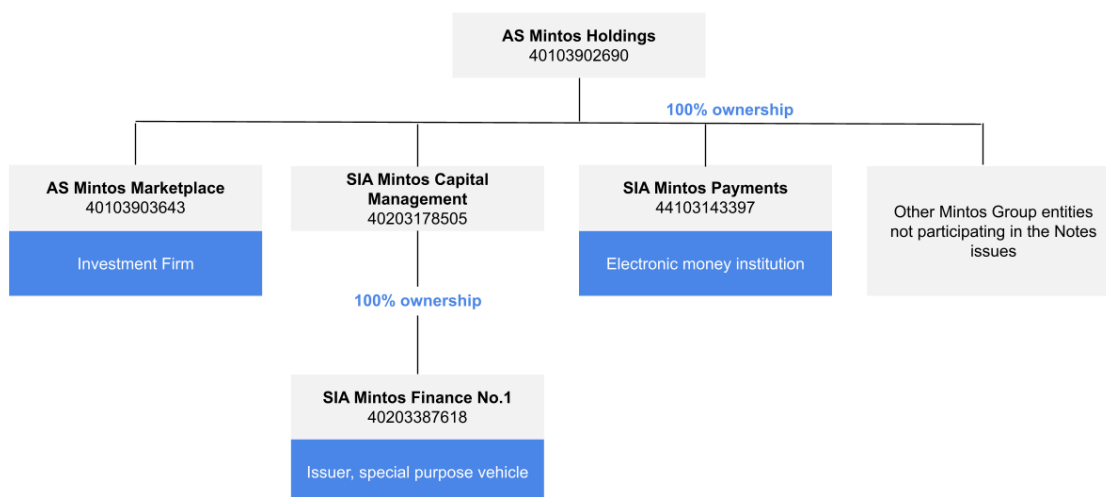 AS Mintos Holdings
40103902690
100% ownership
AS Mintos Marketplace
40103903643
Investment Firm
SIA Mintos Capital
Management
40203178505
SIA Mintos Payments
44103143397
Electronic money institution
Other Mintos Group entities
not participating in the Notes
issues
100% ownership
SIA Mintos Finance No.1
40203387618
Issuer, special purpose vehicle